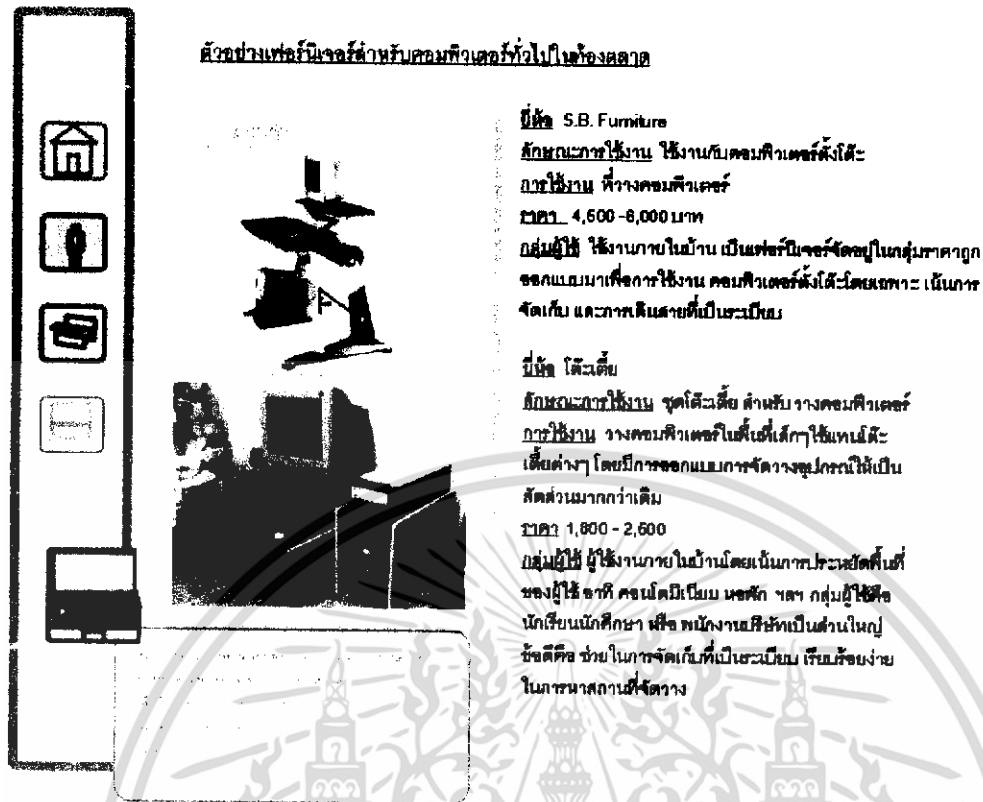 ตัวอย่างเฟอร์นิเจอร์สำหรับคอมพิวเตอร์ทั่วไปในท้องตลาด
ยี่ห้อ S.B. Furniture
ลักษณะการใช้งาน ใช้งานกับคอมพิวเตอร์ตั้งโต๊ะ
การใช้งาน ที่วางคอมพิวเตอร์
ราคา 4,500 -6,000 บาท
กลุ่มผู้ใช้ ใช้งานภายในบ้าน เป็นเฟอร์นิเจอร์จัดอยู่ในกลุ่มราคาถูก
ออกแบบมาเพื่อการใช้งาน คอมพิวเตอร์ตั้งโต๊ะโดยเฉพาะ เน้นการ
จัดเก็บ และการเดินสายที่เป็นระเบียบ
ยี่ห้อ โต๊ะเตี้ย
ลักษณะการใช้งาน ชุดโต๊ะเตี้ย สำหรับ วางคอมพิวเตอร์
การใช้งาน วางคอมพิวเตอร์ในพื้นที่เล็กๆใช้แทนโต๊ะ
เตี้ยต่างๆ โดยมีการออกแบบการจัดวางอุปกรณ์ให้เป็น
สัดส่วนมากกว่าเดิม
ราคา 1,800 - 2,500
กลุ่มผู้ใช้ ผู้ใช้งานภายในบ้านโดยเน้นการประหยัดพื้นที่
ของผู้ใช้ อาทิ คอนโดมิเนียม หอพัก ฯลฯ กลุ่มผู้ใช้คือ
นักเรียนนักศึกษา หรือ พนักงานบริษัทเป็นส่วนใหญ่
ข้อดีคือ ช่วยในการจัดเก็บที่เป็นระเบียบ เรียบร้อยง่าย
ในการหาสถานที่จัดวาง